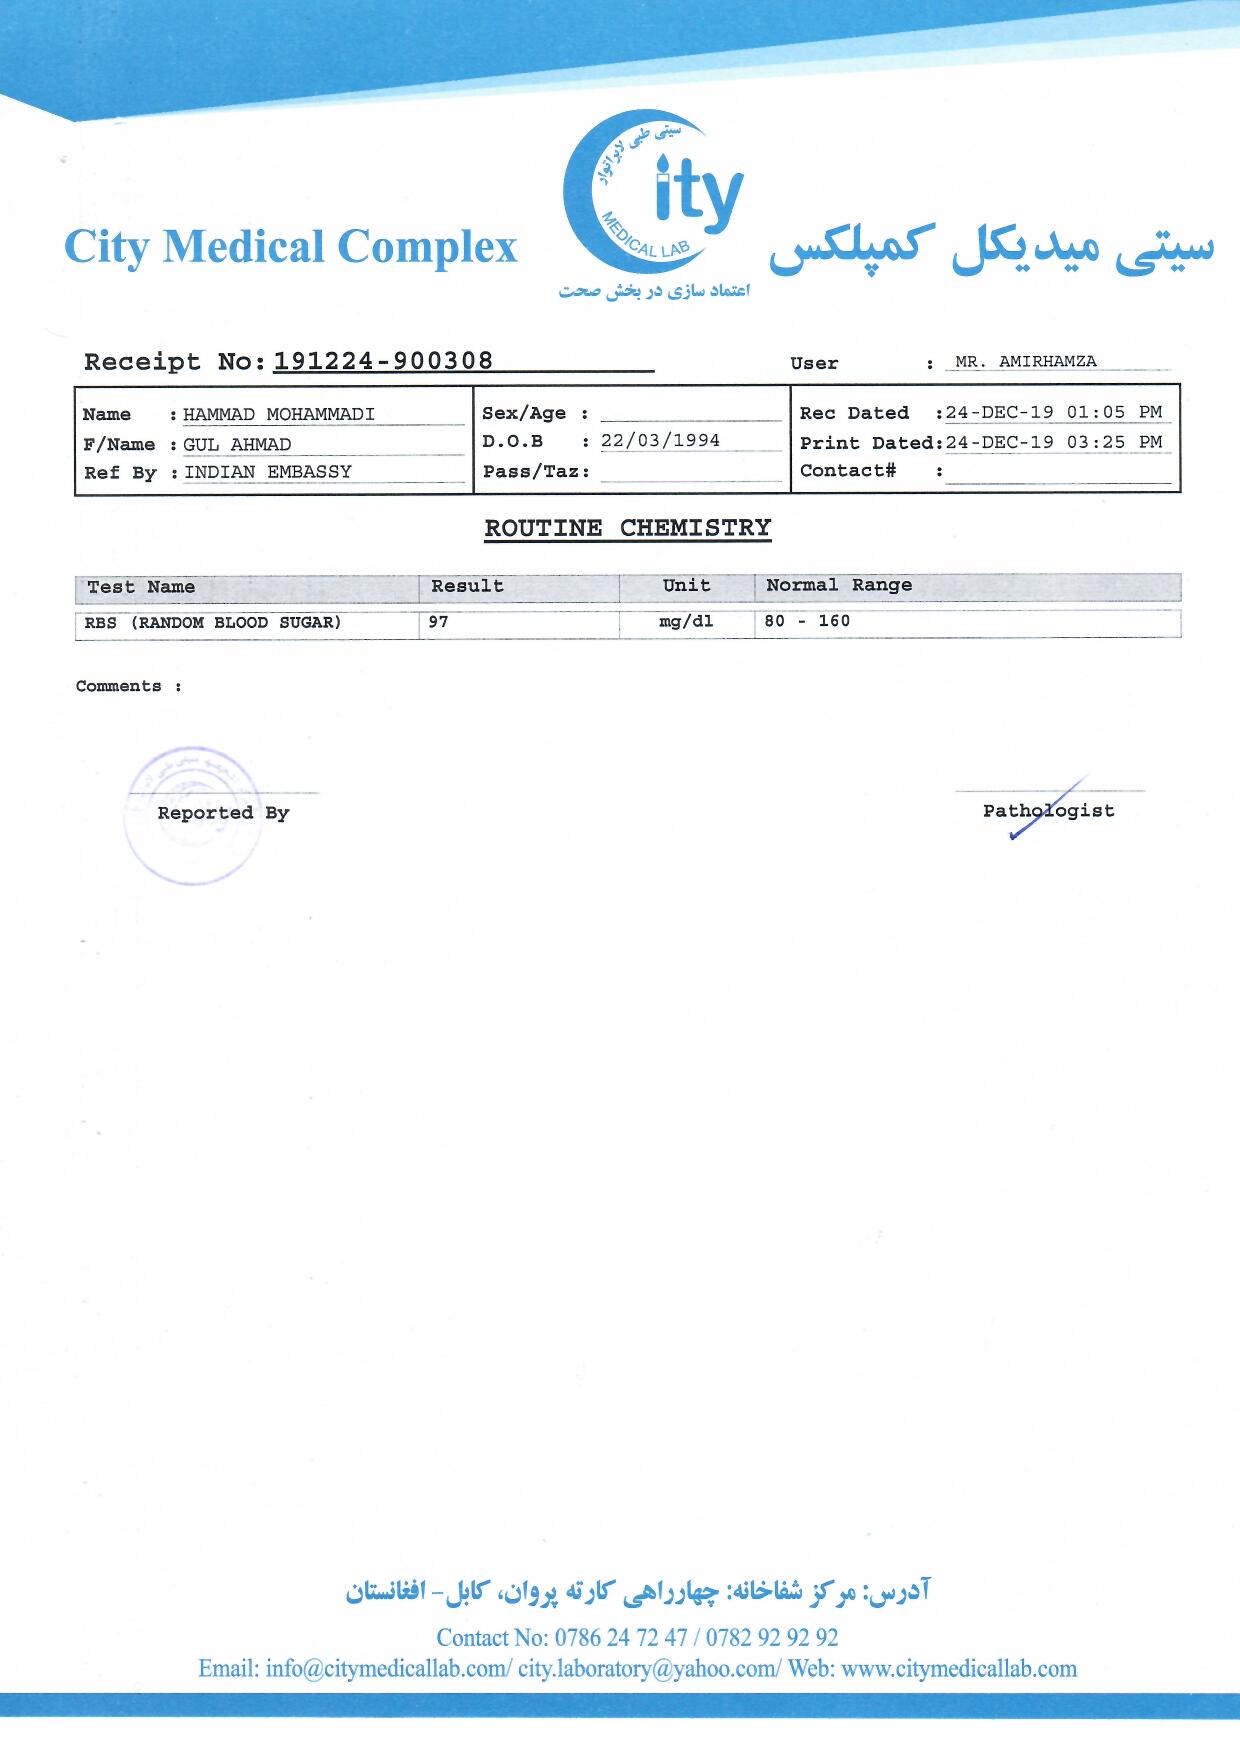 سیتی طبی لابراتوار
City
MEDICAL LAB
City Medical Complex
سیتی میدیکل کمپلکس
اعتماد سازی در بخش صحت
Receipt No: 191224-900308
User : MR. AMIRHAMZA
Name : HAMMAD MOHAMMADI
F/Name : GUL AHMAD
Ref By : INDIAN EMBASSY
Sex/Age :
D.O.B : 22/03/1994
Pass/Taz:
Rec Dated :24-DEC-19 01:05 PM
Print Dated:24-DEC-19 03:25 PM
Contact# :
ROUTINE CHEMISTRY
Test Name Result Unit Normal Range
RBS (RANDOM BLOOD SUGAR) 97 mg/dl 80 - 160
Comments :
Reported By
Pathologist
آدرس: مرکز شفاخانه: چهارراهی کارته پروان، کابل- افغانستان
Contact No: 0786 24 72 47 / 0782 92 92 92
Email: info@citymedicallab.com/ city.laboratory@yahoo.com/ Web: www.citymedicallab.com